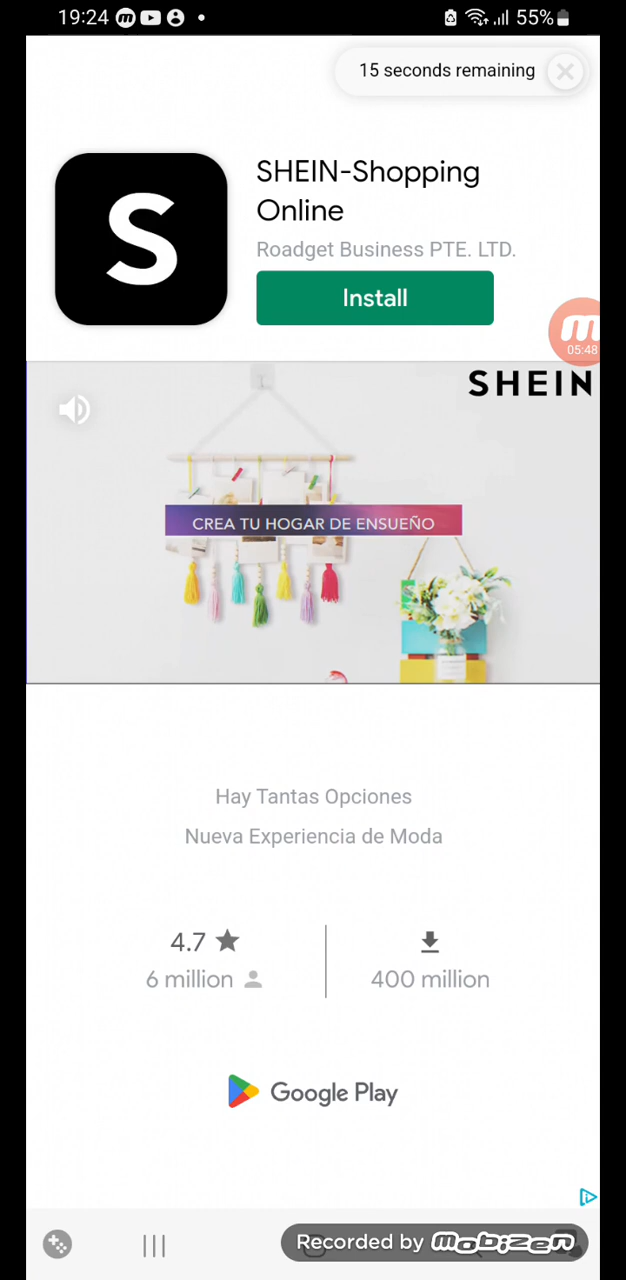 19:24 55%
15 seconds remaining
S
SHEIN-Shopping
Online
Roadget Business PTE. LTD.
Install
05:48
SHEIN
CREA TU HOGAR DE ENSUEÑO
Hay Tantas Opciones
Nueva Experiencia de Moda
4.7
6 million
400 million
Google Play
Recorded by mobizen